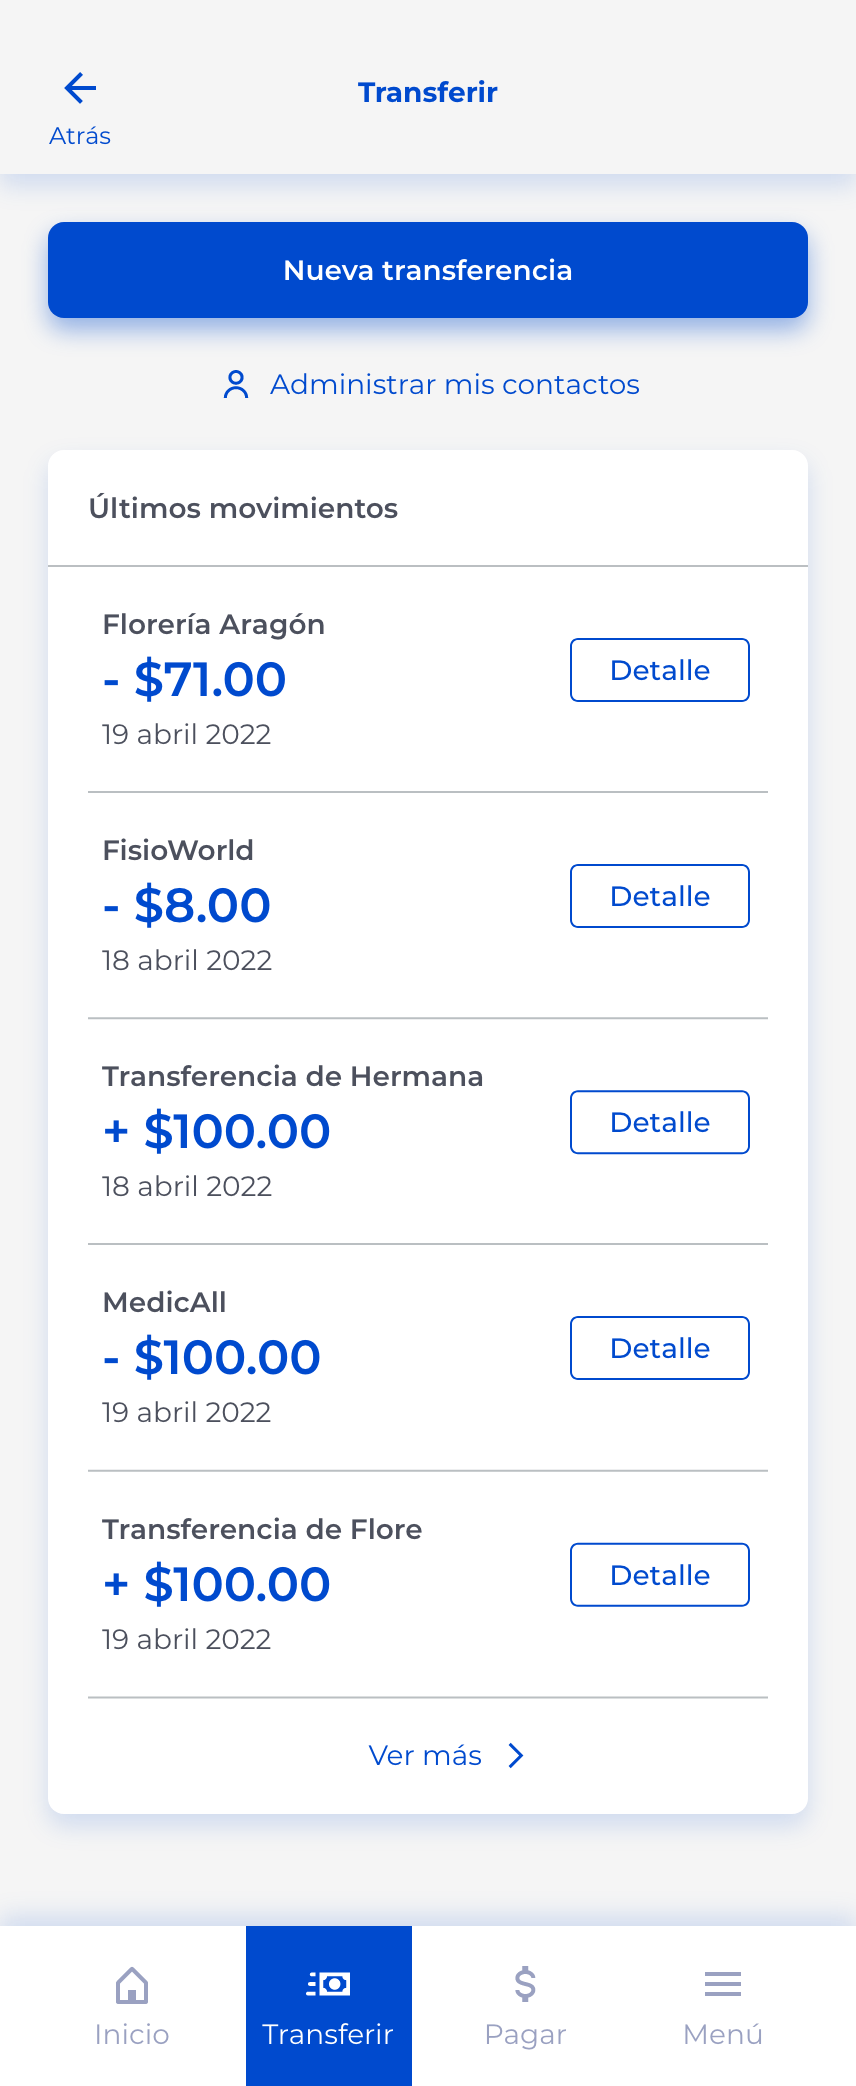 Transferir
Atrás
Nueva transferencia
Administrar mis contactos
Últimos movimientos
Florería Aragón
- $71.00
Detalle
19 abril 2022
FisioWorld
- $8.00
Detalle
18 abril 2022
Transferencia de Hermana
+ $100.00
Detalle
18 abril 2022
MedicAll
- $100.00
Detalle
19 abril 2022
Transferencia de Flore
+ $100.00
Detalle
19 abril 2022
Ver más
Inicio
Transferir
Pagar
Menú